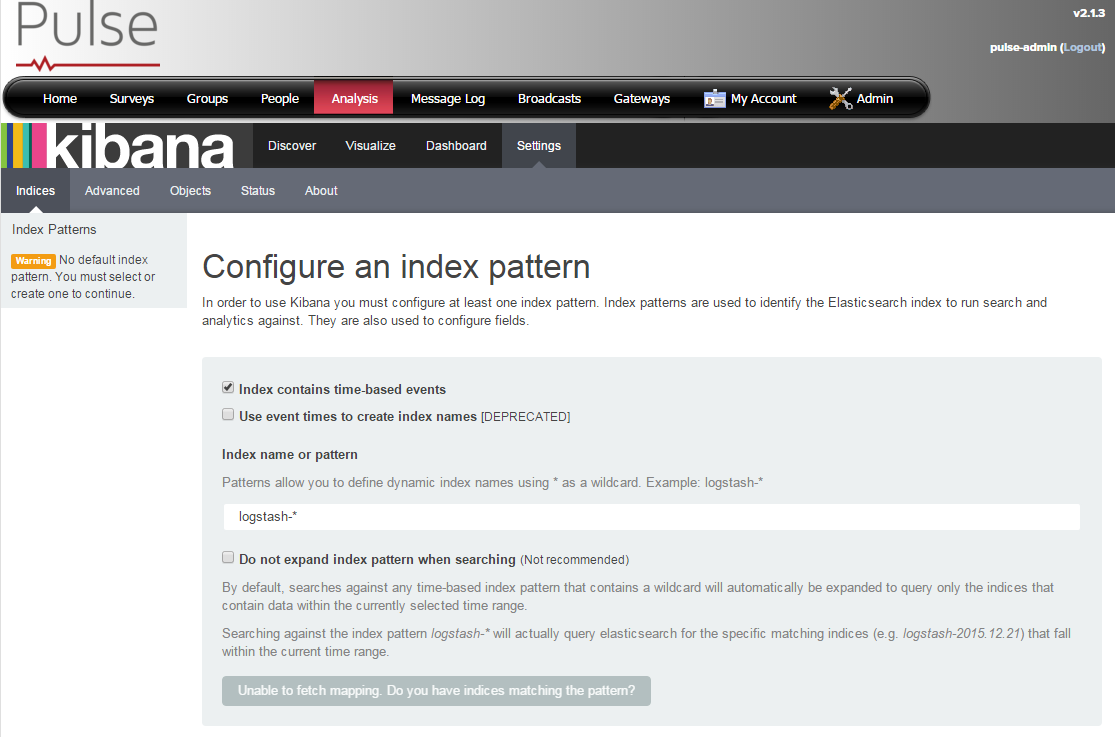 Pulse
v2.1.3
pulse-admin (Logout)
Home Surveys Groups People Analysis Message Log Broadcasts Gateways My Account Admin
kibana Discover Visualize Dashboard Settings
Indices Advanced Objects Status About
Index Patterns
Warning No default index
pattern. You must select or
create one to continue.
Configure an index pattern
In order to use Kibana you must configure at least one index pattern. Index patterns are used to identify the Elasticsearch index to run search and
analytics against. They are also used to configure fields.
Index contains time-based events
Use event times to create index names [DEPRECATED]
Index name or pattern
Patterns allow you to define dynamic index names using * as a wildcard. Example: logstash-*
logstash-*
Do not expand index pattern when searching (Not recommended)
By default, searches against any time-based index pattern that contains a wildcard will automatically be expanded to query only the indices that
contain data within the currently selected time range.
Searching against the index pattern logstash-* will actually query elasticsearch for the specific matching indices (e.g. logstash-2015.12.21) that fall
within the current time range.
Unable to fetch mapping. Do you have indices matching the pattern?